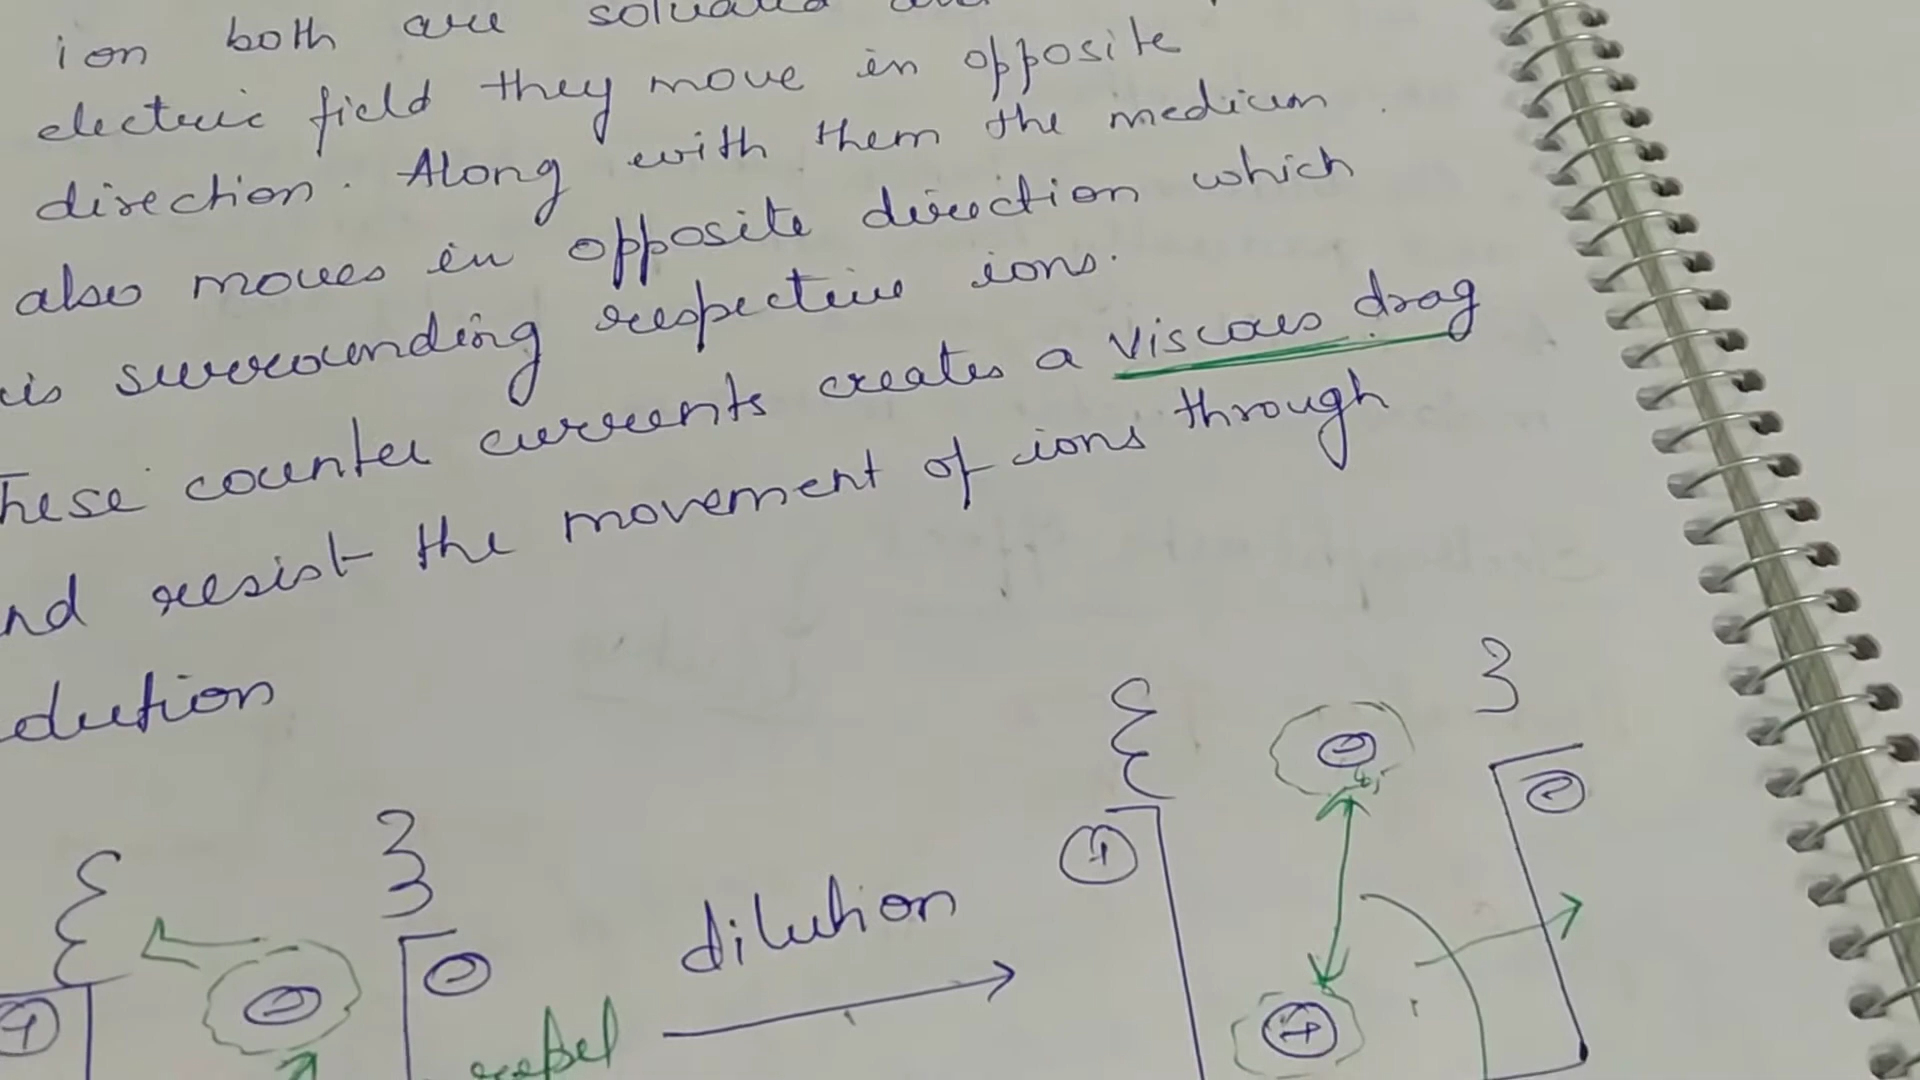 ion both are
electric field they move in opposite
direction. Along with them the medium
also moves in opposite direction which
is surrounding respective ions.
These counter currents creates a viscous drag
and resist the movement of ions through
dilution